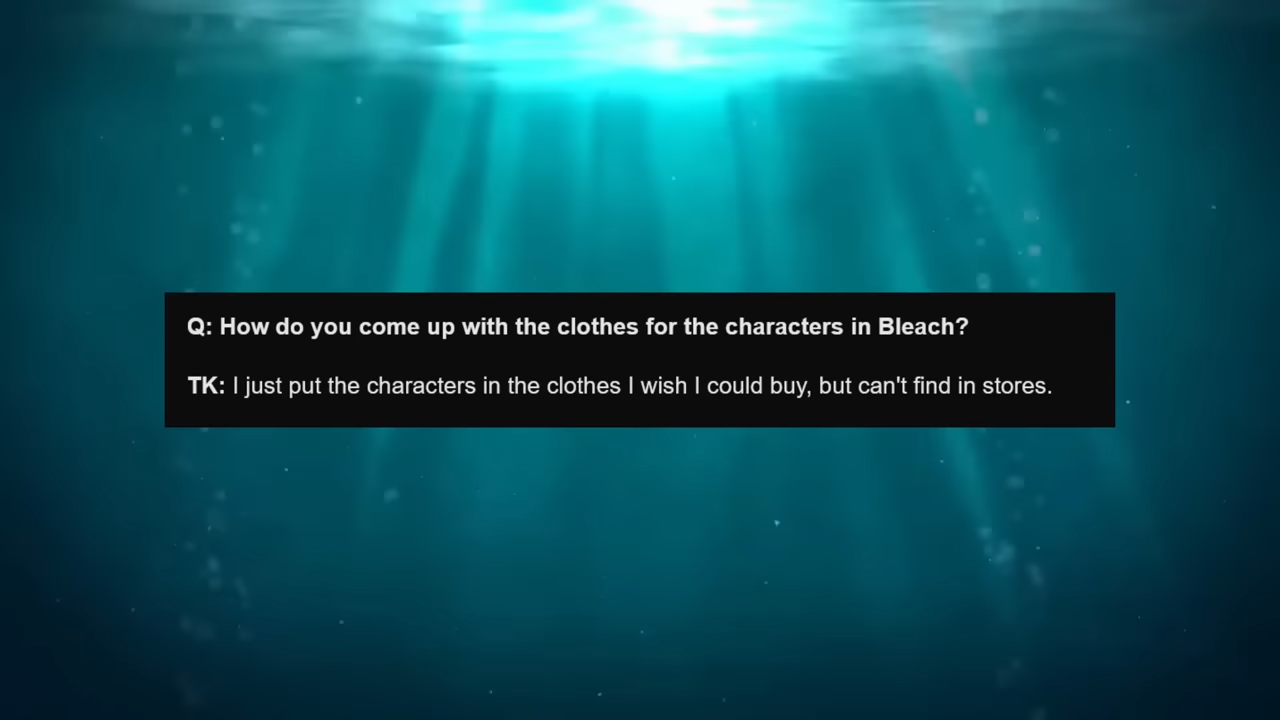 Q: How do you come up with the clothes for the characters in Bleach?
TK: I just put the characters in the clothes I wish I could buy, but can't find in stores.